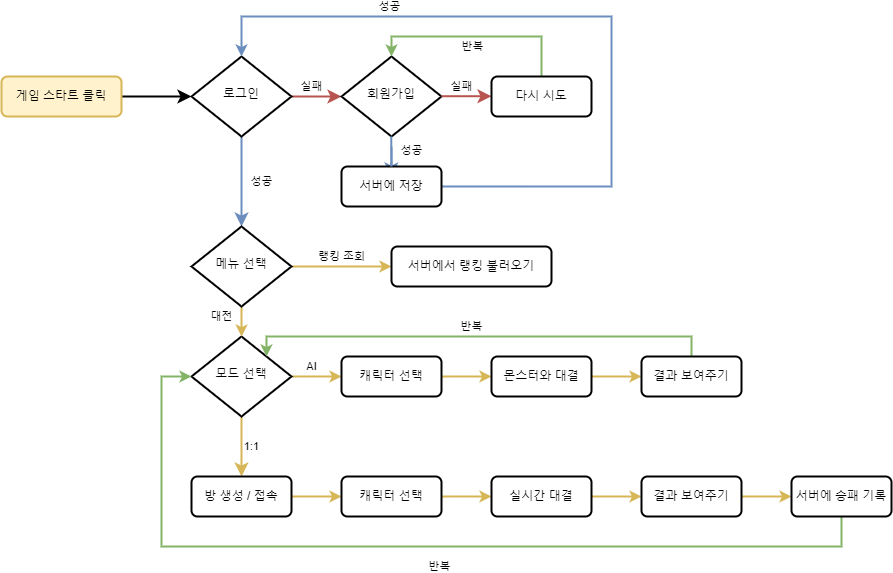 성공
반복
게임 스타트 클릭
로그인
실패
회원가입
실패
다시 시도
성공
서버에 저장
성공
메뉴 선택
랭킹 조회
서버에서 랭킹 불러오기
대전
반복
모드 선택
AI
캐릭터 선택
몬스터와 대결
결과 보여주기
1:1
방 생성 / 접속
캐릭터 선택
실시간 대결
결과 보여주기
서버에 승패 기록
반복